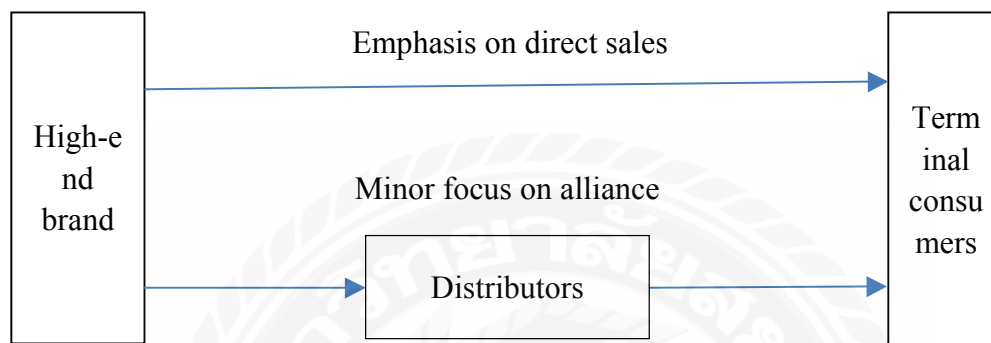 Emphasis on direct sales
High-e
nd
brand
Minor focus on alliance
Distributors
Term
inal
consu
mers